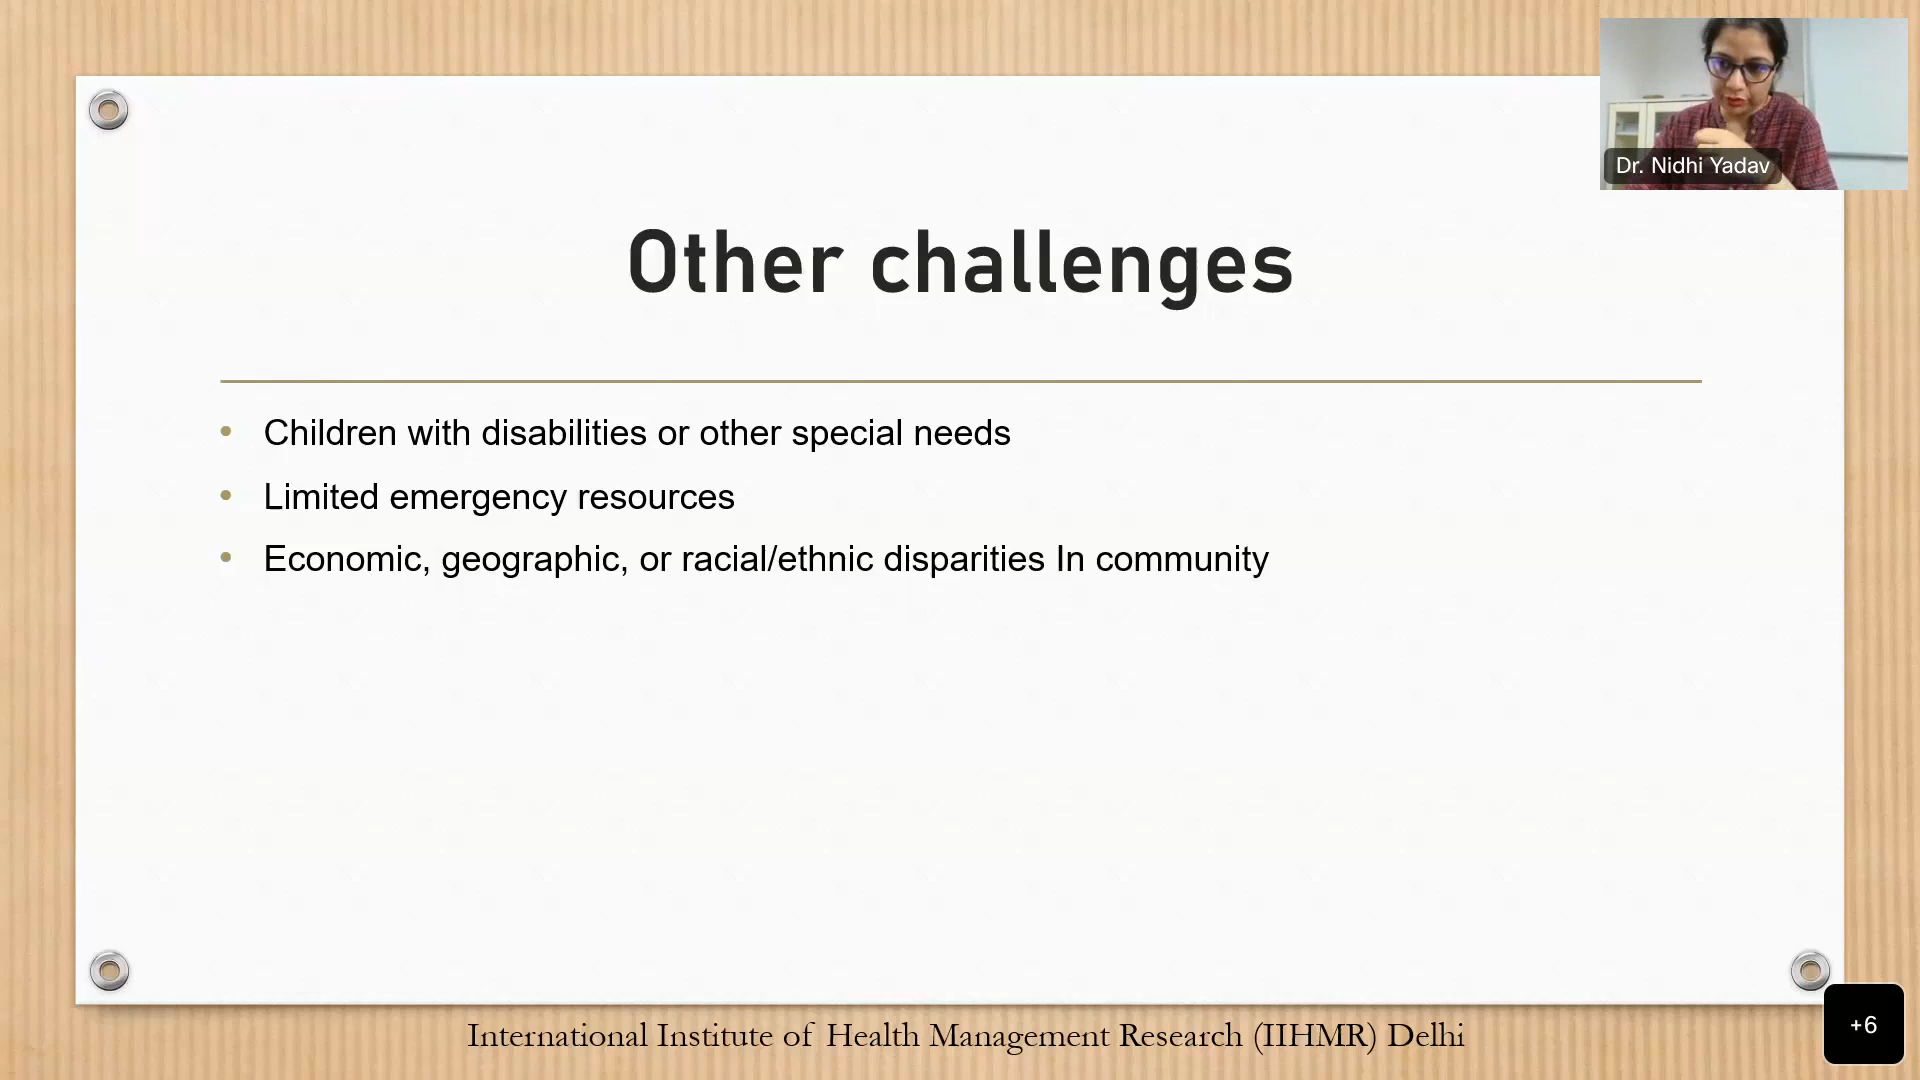 Dr. Nidhi Yadav
Other challenges
• Children with disabilities or other special needs
• Limited emergency resources
• Economic, geographic, or racial/ethnic disparities In community
International Institute of Health Management Research (IIHMR) Delhi
+6